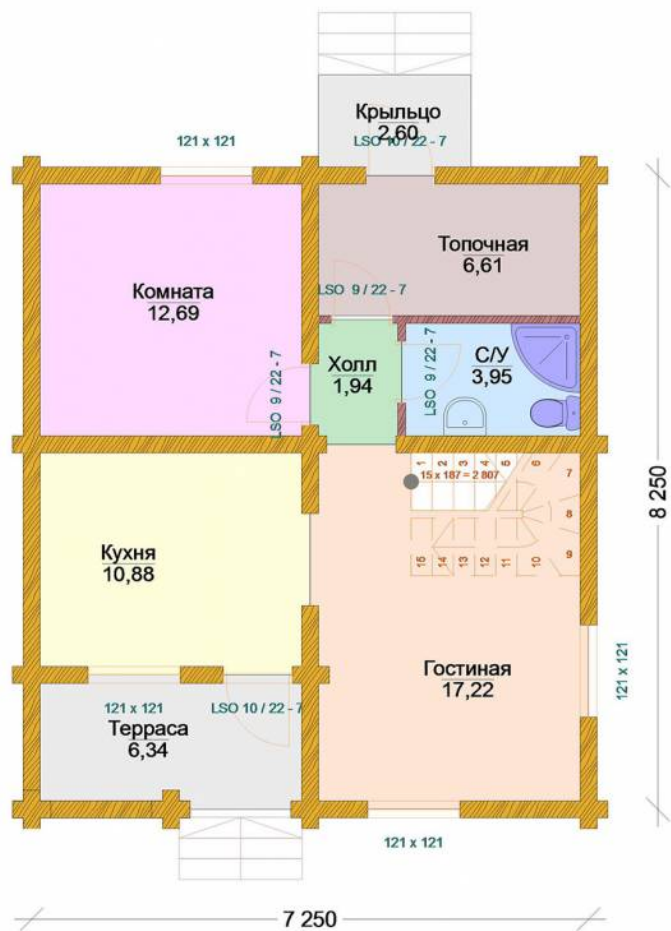 Крыльцо
2,60
121 x 121
LSO 10 / 22 - 7
Топочная
6,61
Комната
12,69
LSO 9 / 22 - 7
Холл
1,94
С/У
3,95
LSO 9 / 22 - 7
LSO 9 / 22 - 7
1 2 3 4 5 6 7
15 x 187 = 2 807
8
9
15 14 13 12 11 10
8 250
Кухня
10,88
Гостиная
17,22
121 x 121
121 x 121
LSO 10 / 22 - 7
Терраса
6,34
121 x 121
7 250